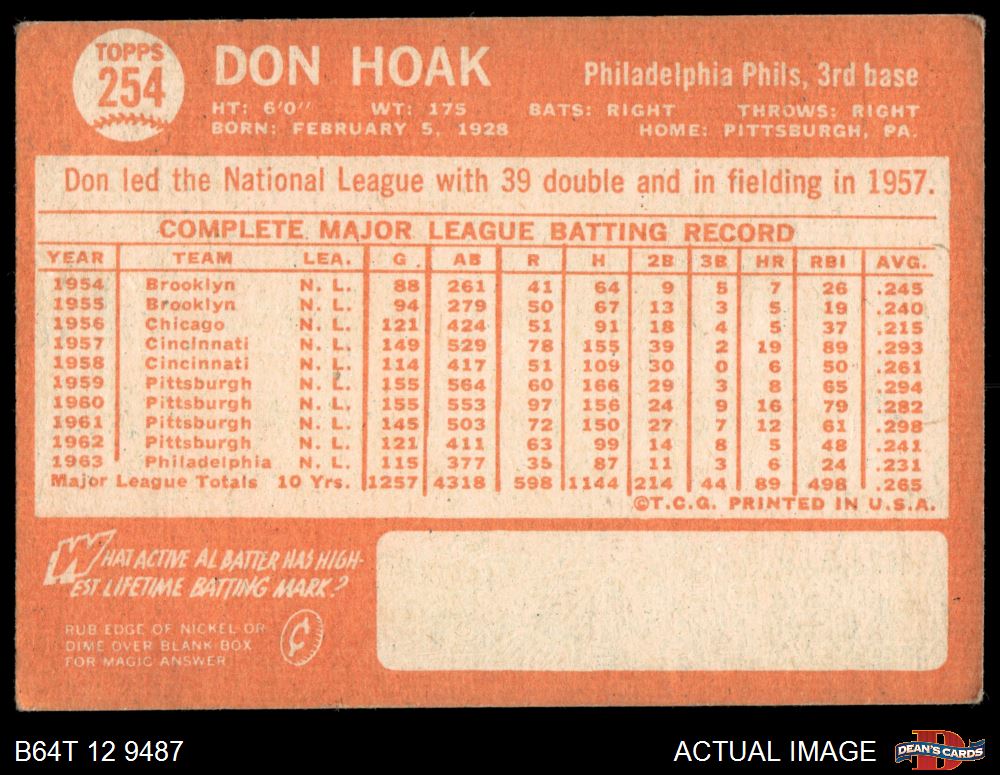 TOPPS
254
DON HOAK
Philadelphia Phils, 3rd base
HT: 6'0" WT: 175 BATS: RIGHT THROWS: RIGHT
BORN: FEBRUARY 5, 1928 HOME: PITTSBURGH, PA.
Don led the National League with 39 double and in fielding in 1957.
COMPLETE MAJOR LEAGUE BATTING RECORD
YEAR TEAM LEA. G AB R H 2B 3B HR RBI AVG.
1954 Brooklyn N. L. 88 261 41 64 9 5 7 26 .245
1955 Brooklyn N. L. 94 279 50 67 13 3 5 19 .240
1956 Chicago N. L. 121 424 51 91 18 4 5 37 .215
1957 Cincinnati N. L. 149 529 78 155 39 2 19 89 .293
1958 Cincinnati N. L. 114 417 51 109 30 0 6 50 .261
1959 Pittsburgh N. L. 155 564 60 166 29 3 8 65 .294
1960 Pittsburgh N. L. 155 553 97 156 24 9 16 79 .282
1961 Pittsburgh N. L. 145 503 72 150 27 7 12 61 .298
1962 Pittsburgh N. L. 121 411 63 99 14 8 5 48 .241
1963 Philadelphia N. L. 115 377 35 87 11 3 6 24 .231
Major League Totals 10 Yrs. 1257 4318 598 1144 214 44 89 498 .265
©T.C.G. PRINTED IN U.S.A.
WHAT ACTIVE AL BATTER HAS HIGH-
EST LIFETIME BATTING MARK?
RUB EDGE OF NICKEL OR
DIME OVER BLANK BOX
FOR MAGIC ANSWER
¢
B64T 12 9487
ACTUAL IMAGE
DEAN'S CARDS